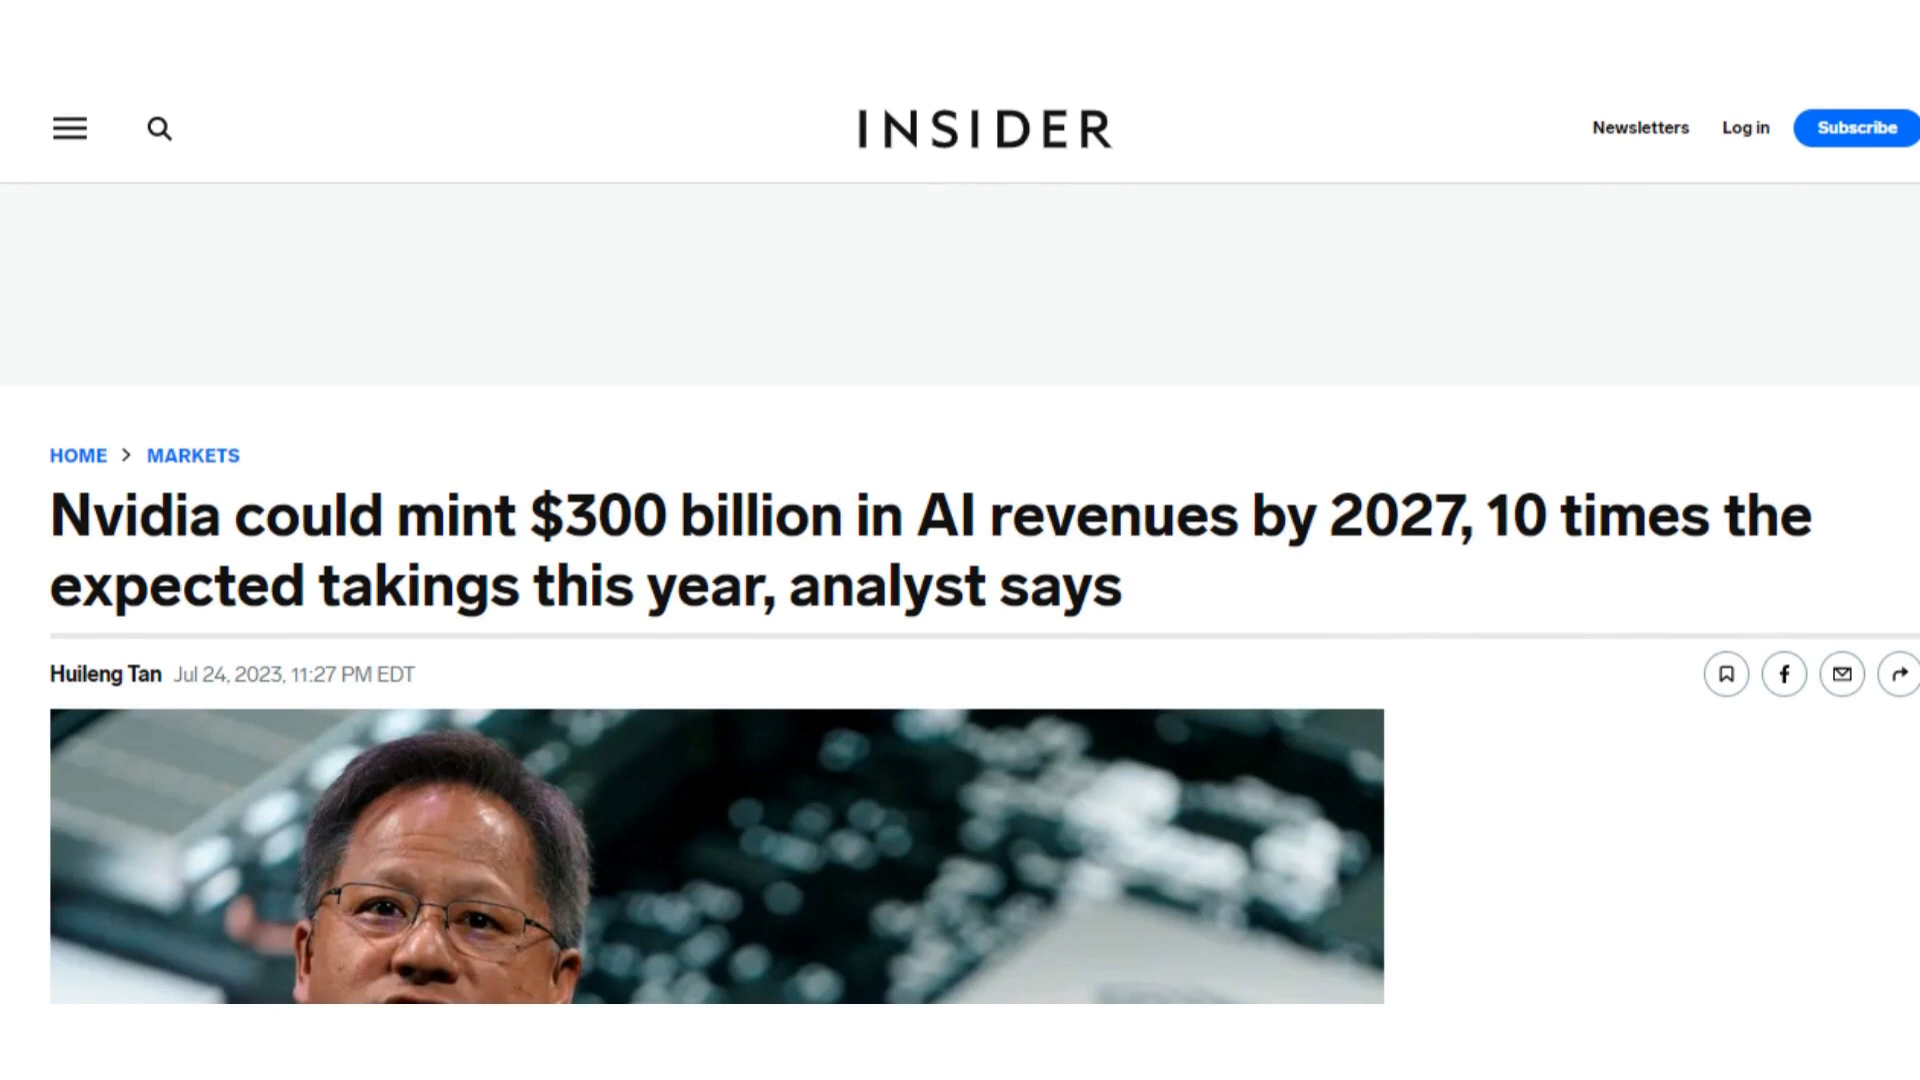 INSIDER
Newsletters
Log in
Subscribe
HOME > MARKETS
Nvidia could mint $300 billion in AI revenues by 2027, 10 times the
expected takings this year, analyst says
Huileng Tan Jul 24, 2023, 11:27 PM EDT